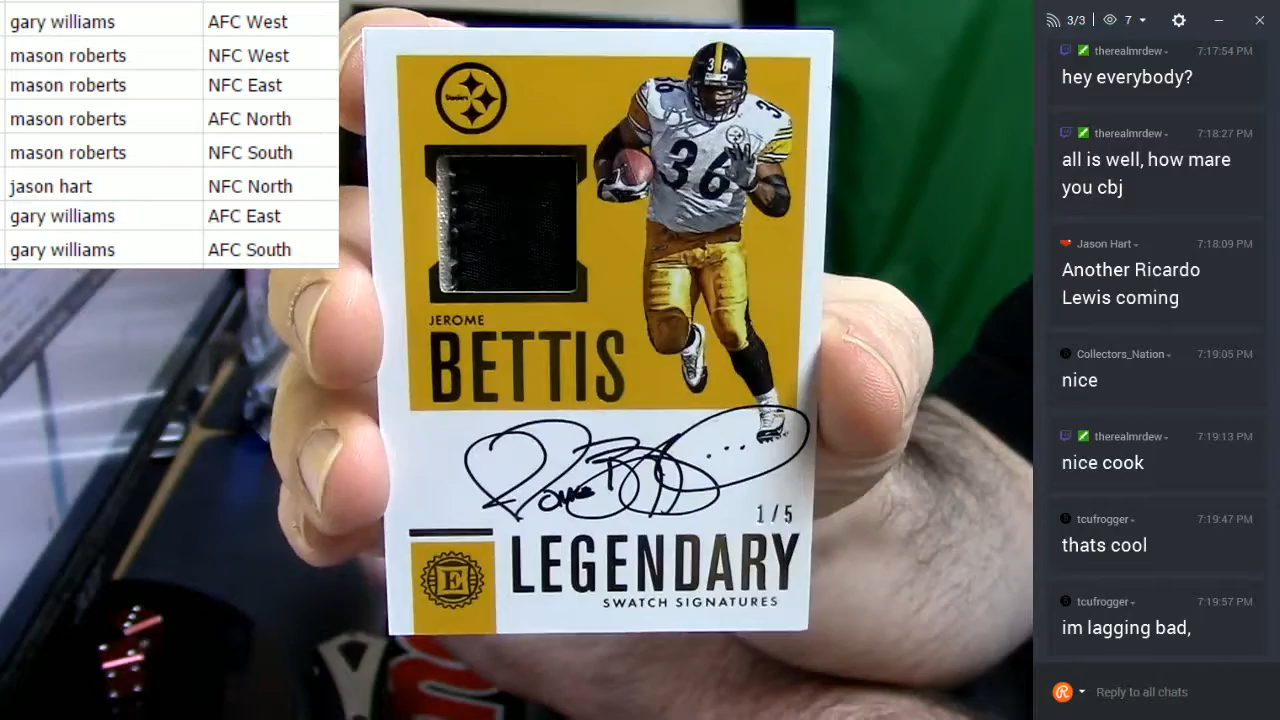 gary williams AFC West
mason roberts NFC West
mason roberts NFC East
mason roberts AFC North
mason roberts NFC South
jason hart NFC North
gary williams AFC East
gary williams AFC South
Steelers
36
36
36
JEROME
BETTIS
1/5
E
LEGENDARY
SWATCH SIGNATURES
3/3 7
therealmrdew 7:17:54 PM
hey everybody?
therealmrdew 7:18:27 PM
all is well, how mare
you cbj
Jason Hart 7:18:09 PM
Another Ricardo
Lewis coming
Collectors_Nation 7:19:05 PM
nice
therealmrdew 7:19:13 PM
nice cook
tcufrogger 7:19:47 PM
thats cool
tcufrogger 7:19:57 PM
im lagging bad,
Reply to all chats